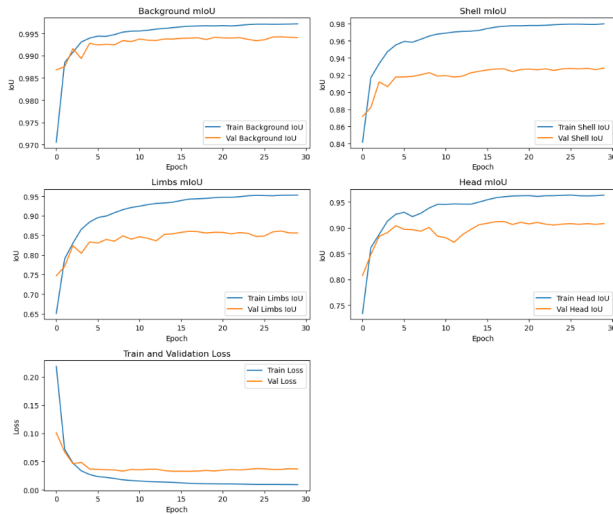 Background mIoU
0.995
0.990
0.985
0.980
0.975
0.970
IoU
Train Background IoU
Val Background IoU
0 5 10 15 20 25 30
Epoch
Shell mIoU
0.98
0.96
0.94
0.92
0.90
0.88
0.86
0.84
IoU
Train Shell IoU
Val Shell IoU
0 5 10 15 20 25 30
Epoch
Limbs mIoU
0.95
0.90
0.85
0.80
0.75
0.70
0.65
IoU
Train Limbs IoU
Val Limbs IoU
0 5 10 15 20 25 30
Epoch
Head mIoU
0.95
0.90
0.85
0.80
0.75
IoU
Train Head IoU
Val Head IoU
0 5 10 15 20 25 30
Epoch
Train and Validation Loss
0.20
0.15
0.10
0.05
0.00
Loss
Train Loss
Val Loss
0 5 10 15 20 25 30
Epoch